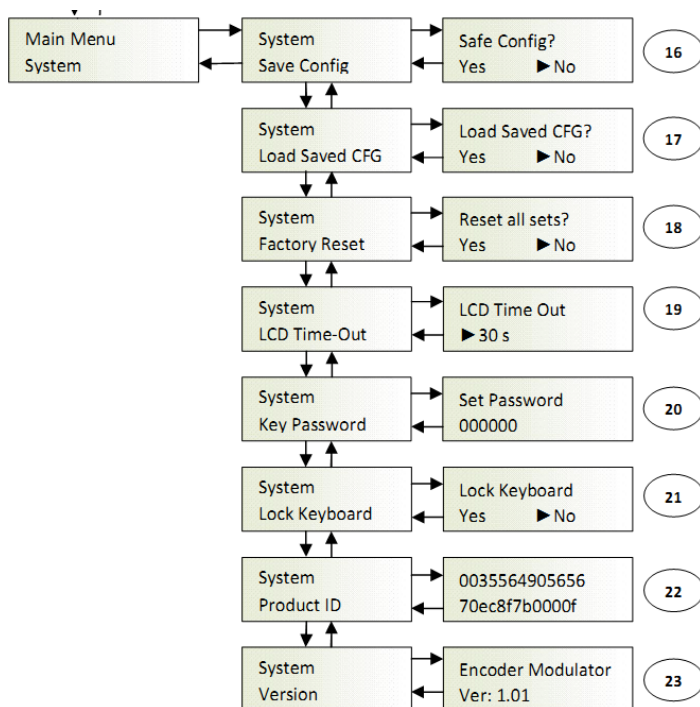 Main Menu
System
System
Save Config
Safe Config?
Yes ►No
16
System
Load Saved CFG
Load Saved CFG?
Yes ►No
17
System
Factory Reset
Reset all sets?
Yes ►No
18
System
LCD Time-Out
LCD Time Out
►30 s
19
System
Key Password
Set Password
000000
20
System
Lock Keyboard
Lock Keyboard
Yes ►No
21
System
Product ID
0035564905656
70ec8f7b0000f
22
System
Version
Encoder Modulator
Ver: 1.01
23